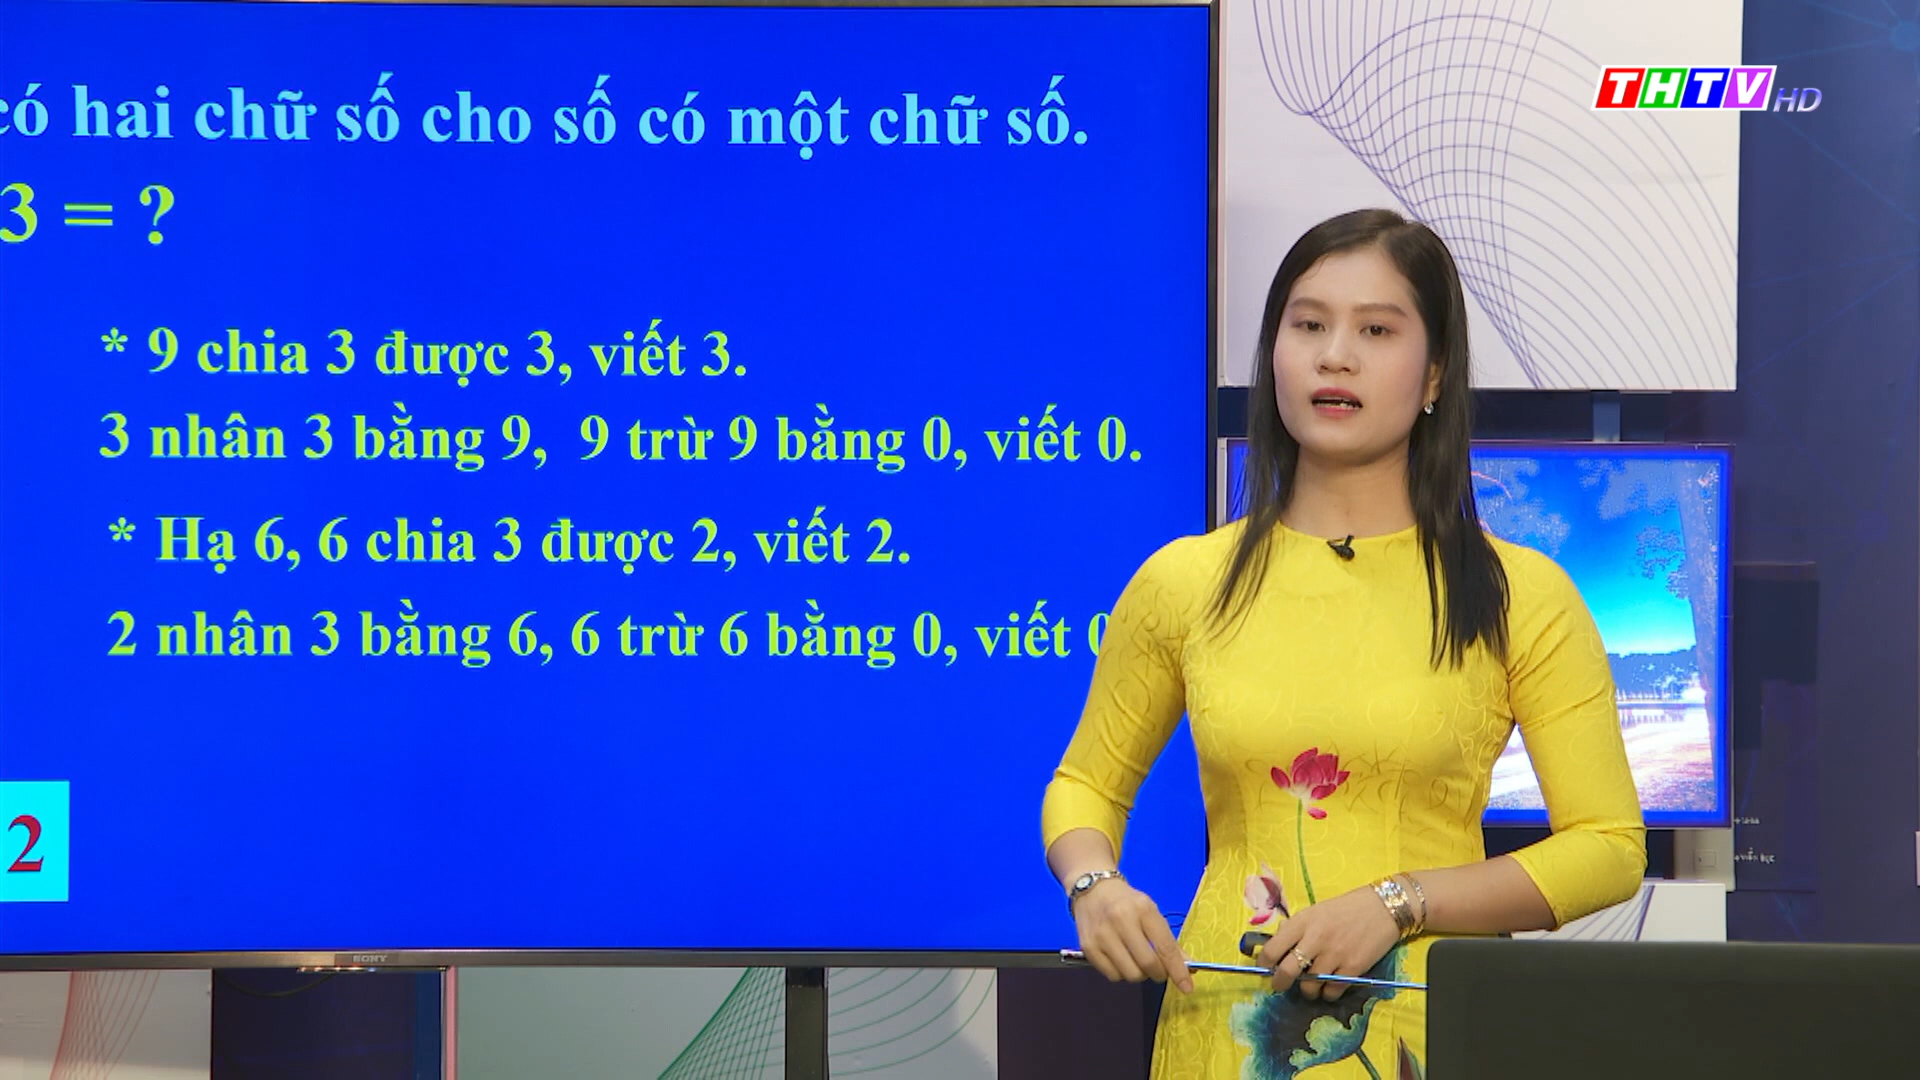 có hai chữ số cho số có một chữ số.
THTV HD
3 = ?
* 9 chia 3 được 3, viết 3.
3 nhân 3 bằng 9, 9 trừ 9 bằng 0, viết 0.
* Hạ 6, 6 chia 3 được 2, viết 2.
2 nhân 3 bằng 6, 6 trừ 6 bằng 0, viết 0
2
SONY